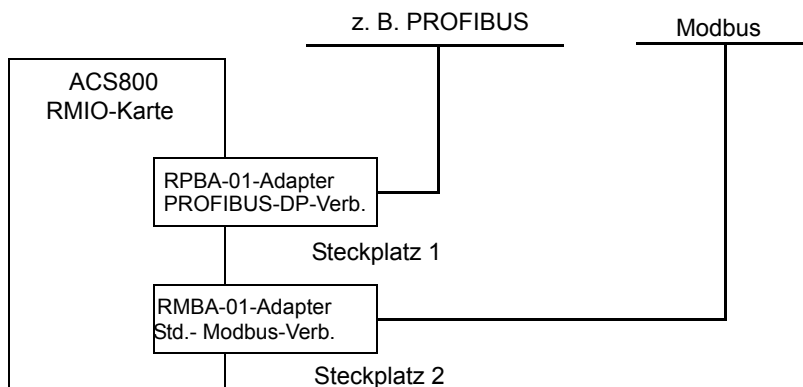 z. B. PROFIBUS
Modbus
ACS800
RMIO-Karte
RPBA-01-Adapter
PROFIBUS-DP-Verb.
Steckplatz 1
RMBA-01-Adapter
Std.- Modbus-Verb.
Steckplatz 2